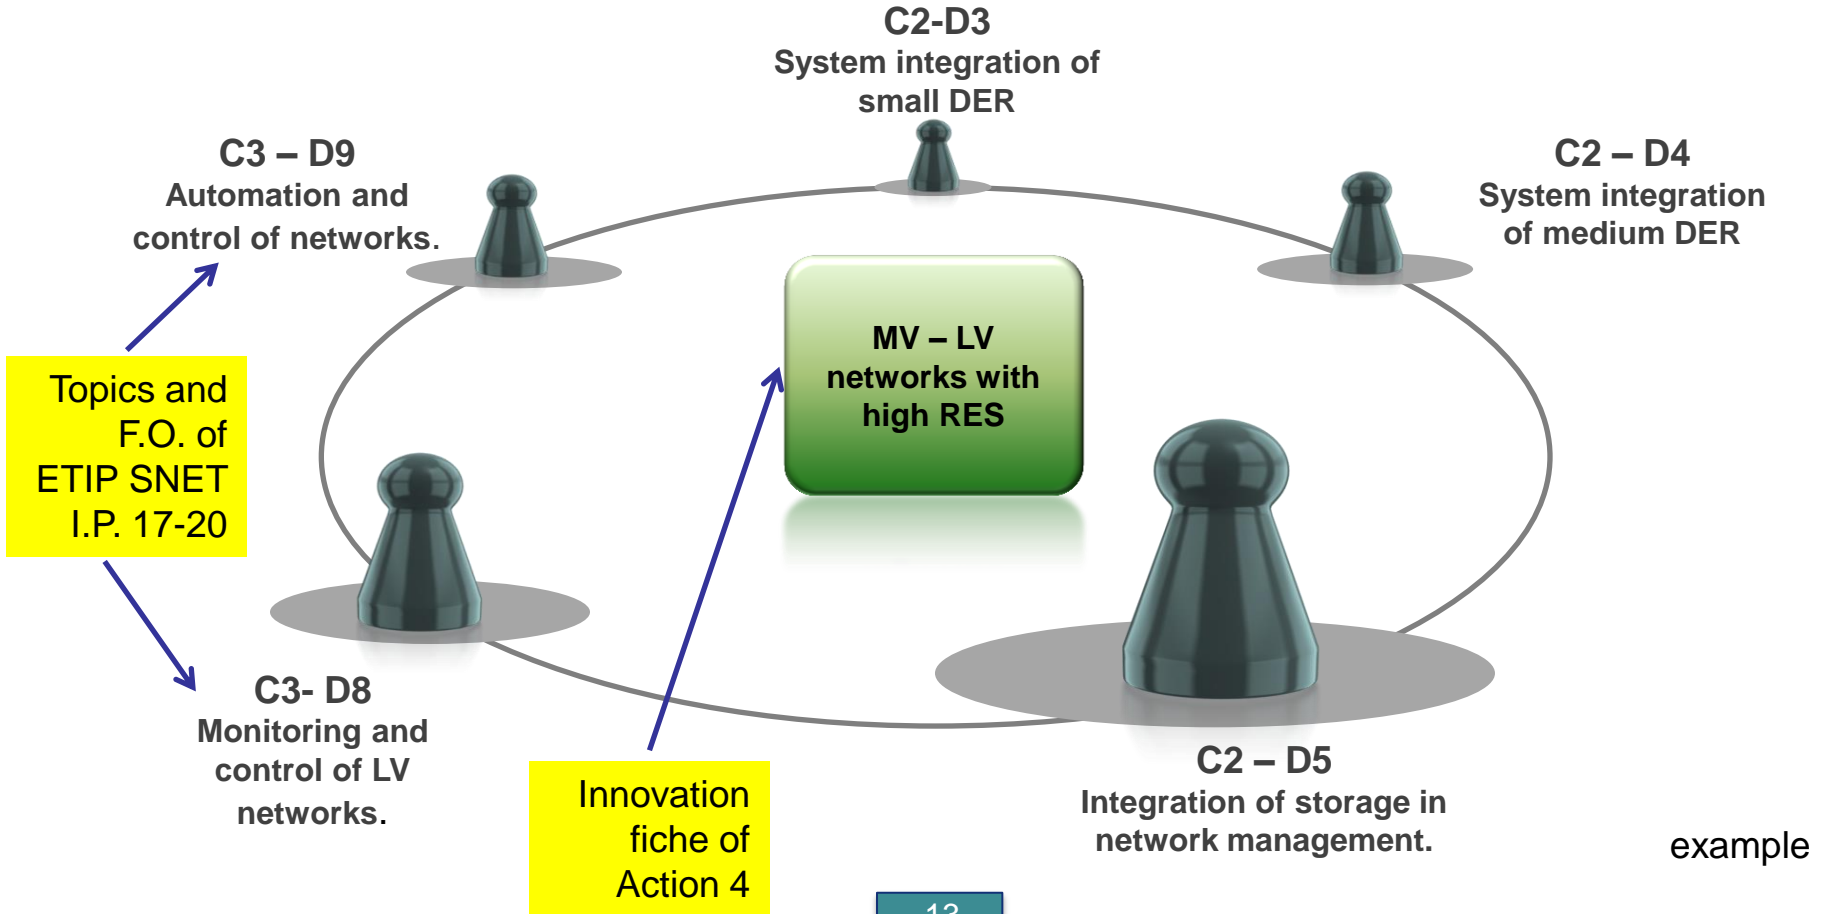 C2-D3
System integration of
small DER
C3 – D9
Automation and
control of networks.
C2 – D4
System integration
of medium DER
MV – LV
networks with
high RES
Topics and
F.O. of
ETIP SNET
I.P. 17-20
C3- D8
Monitoring and
control of LV
networks.
Innovation
fiche of
Action 4
C2 – D5
Integration of storage in
network management.
example
13